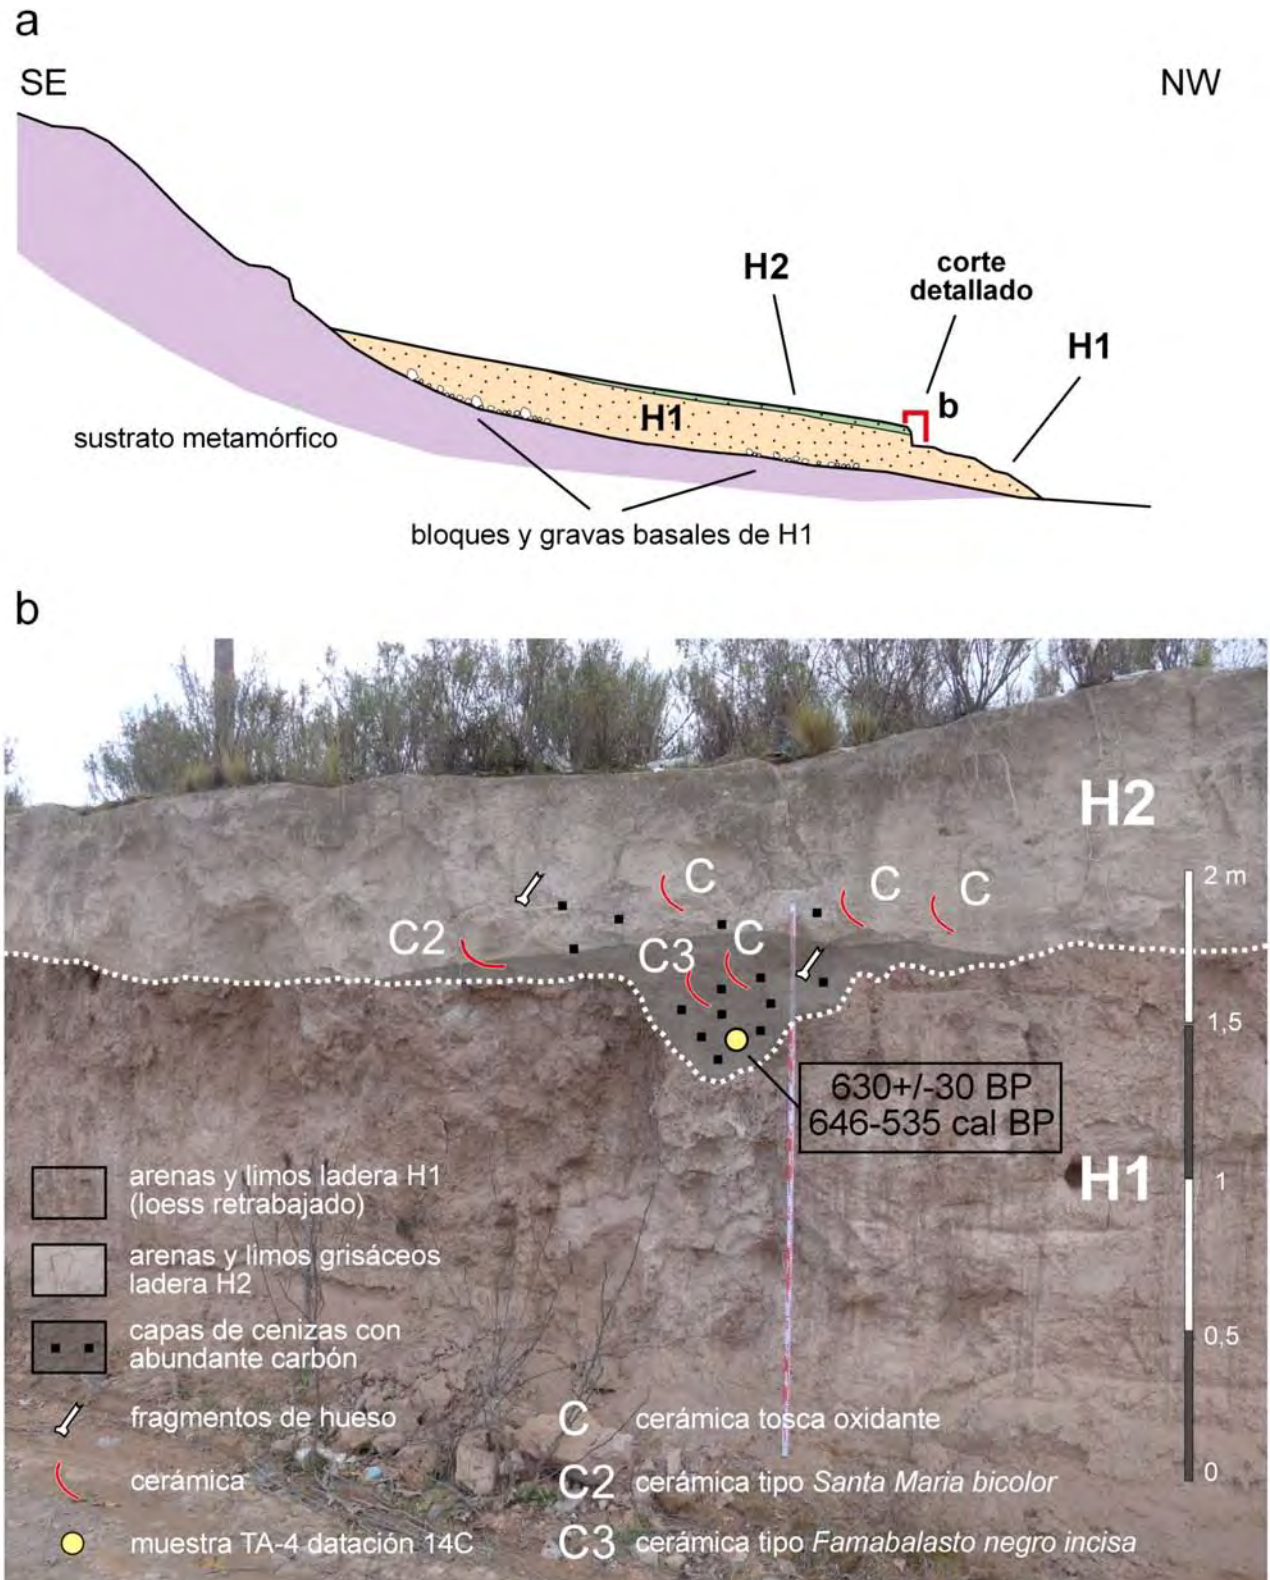 a
SE
NW
H2
corte
detallado
H1
b
H1
sustrato metamórfico
bloques y gravas basales de H1
b
H2
2 m
C
C
C
C2
C3
C
1,5
630+/-30 BP
646-535 cal BP
H1
1
arenas y limos ladera H1
(loess retrabajado)
arenas y limos grisáceos
ladera H2
capas de cenizas con
abundante carbón
0,5
fragmentos de hueso
C cerámica tosca oxidante
cerámica
C2 cerámica tipo Santa Maria bicolor
0
muestra TA-4 datación 14C
C3 cerámica tipo Famabalasto negro incisa